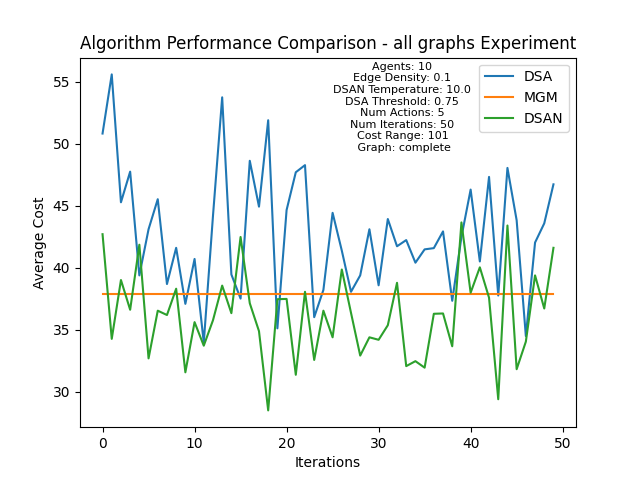 Algorithm Performance Comparison - all graphs Experiment
Agents: 10
Edge Density: 0.1
DSAN Temperature: 10.0
DSA Threshold: 0.75
Num Actions: 5
Num Iterations: 50
Cost Range: 101
Graph: complete
DSA
MGM
DSAN
Average Cost
55
50
45
40
35
30
0
10
20
30
40
50
Iterations